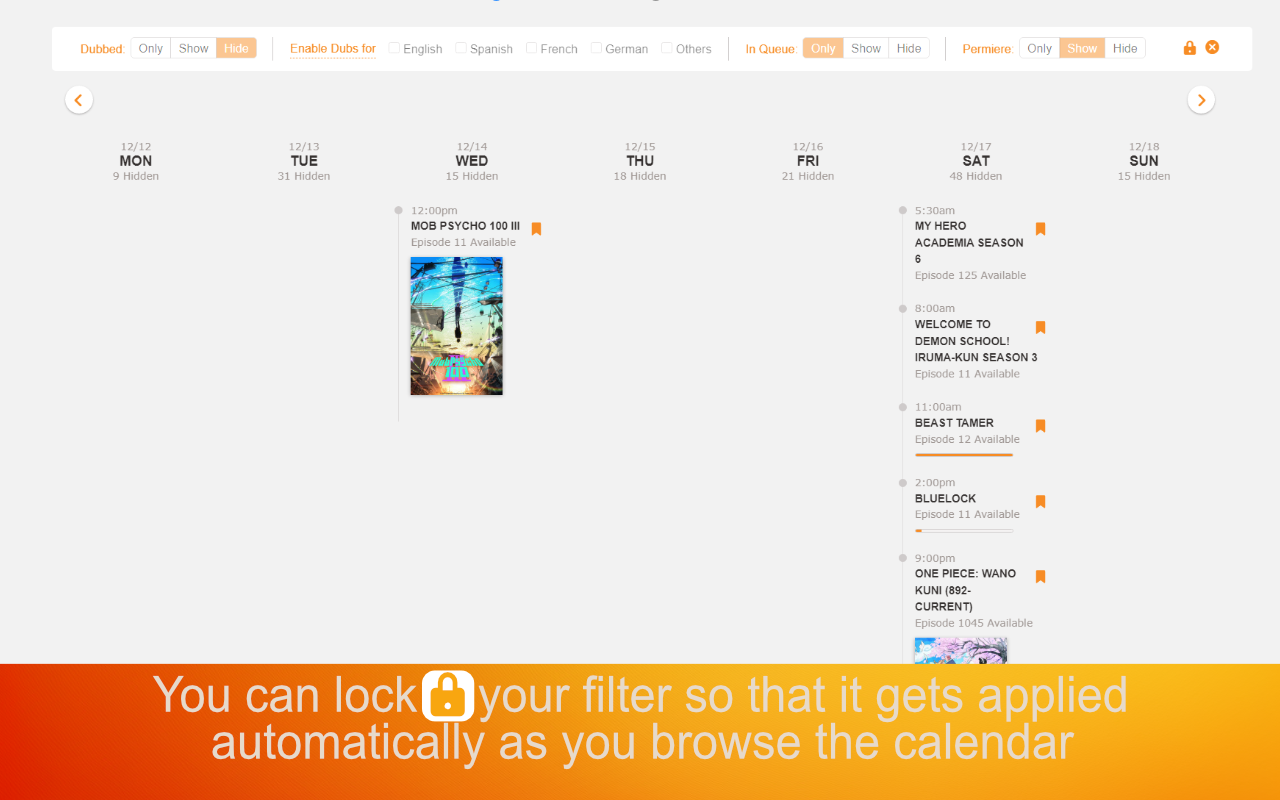 Dubbed: Only Show Hide Enable Dubs for English Spanish French German Others In Queue: Only Show Hide Permiere: Only Show Hide
12/12 12/13 12/14 12/15 12/16 12/17 12/18
MON TUE WED THU FRI SAT SUN
9 Hidden 31 Hidden 15 Hidden 18 Hidden 21 Hidden 48 Hidden 15 Hidden
12:00pm
MOB PSYCHO 100 III
Episode 11 Available
Mob Psycho
100
5:30am
MY HERO
ACADEMIA SEASON
6
Episode 125 Available
8:00am
WELCOME TO
DEMON SCHOOL!
IRUMA-KUN SEASON 3
Episode 11 Available
11:00am
BEAST TAMER
Episode 12 Available
2:00pm
BLUELOCK
Episode 11 Available
9:00pm
ONE PIECE: WANO
KUNI (892-
CURRENT)
Episode 1045 Available
You can lock your filter so that it gets applied
automatically as you browse the calendar